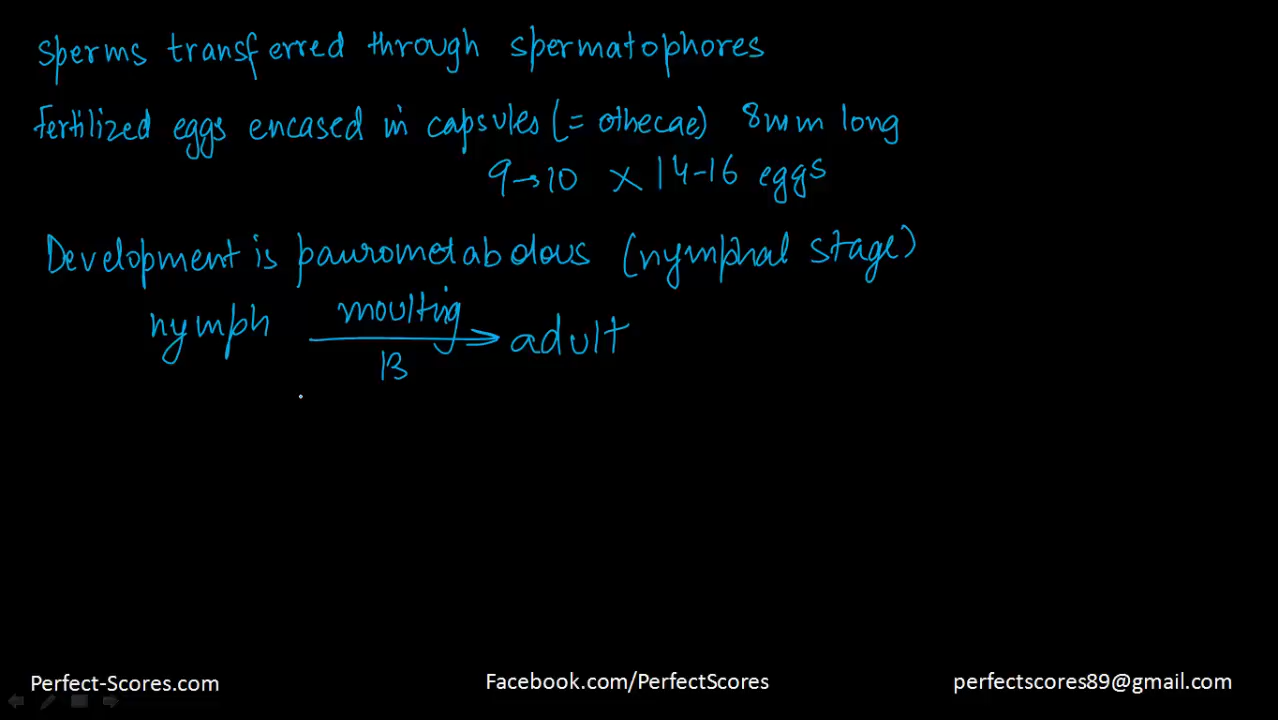 sperms transferred through spermatophores
Fertilized eggs encased in capsules (= othecae) 8mm long
9→10 × 14-16 eggs
Development is paurometabolous (nymphal stage)
moulting
nymph → adult
13
Perfect-Scores.com
Facebook.com/PerfectScores
perfectscores89@gmail.com